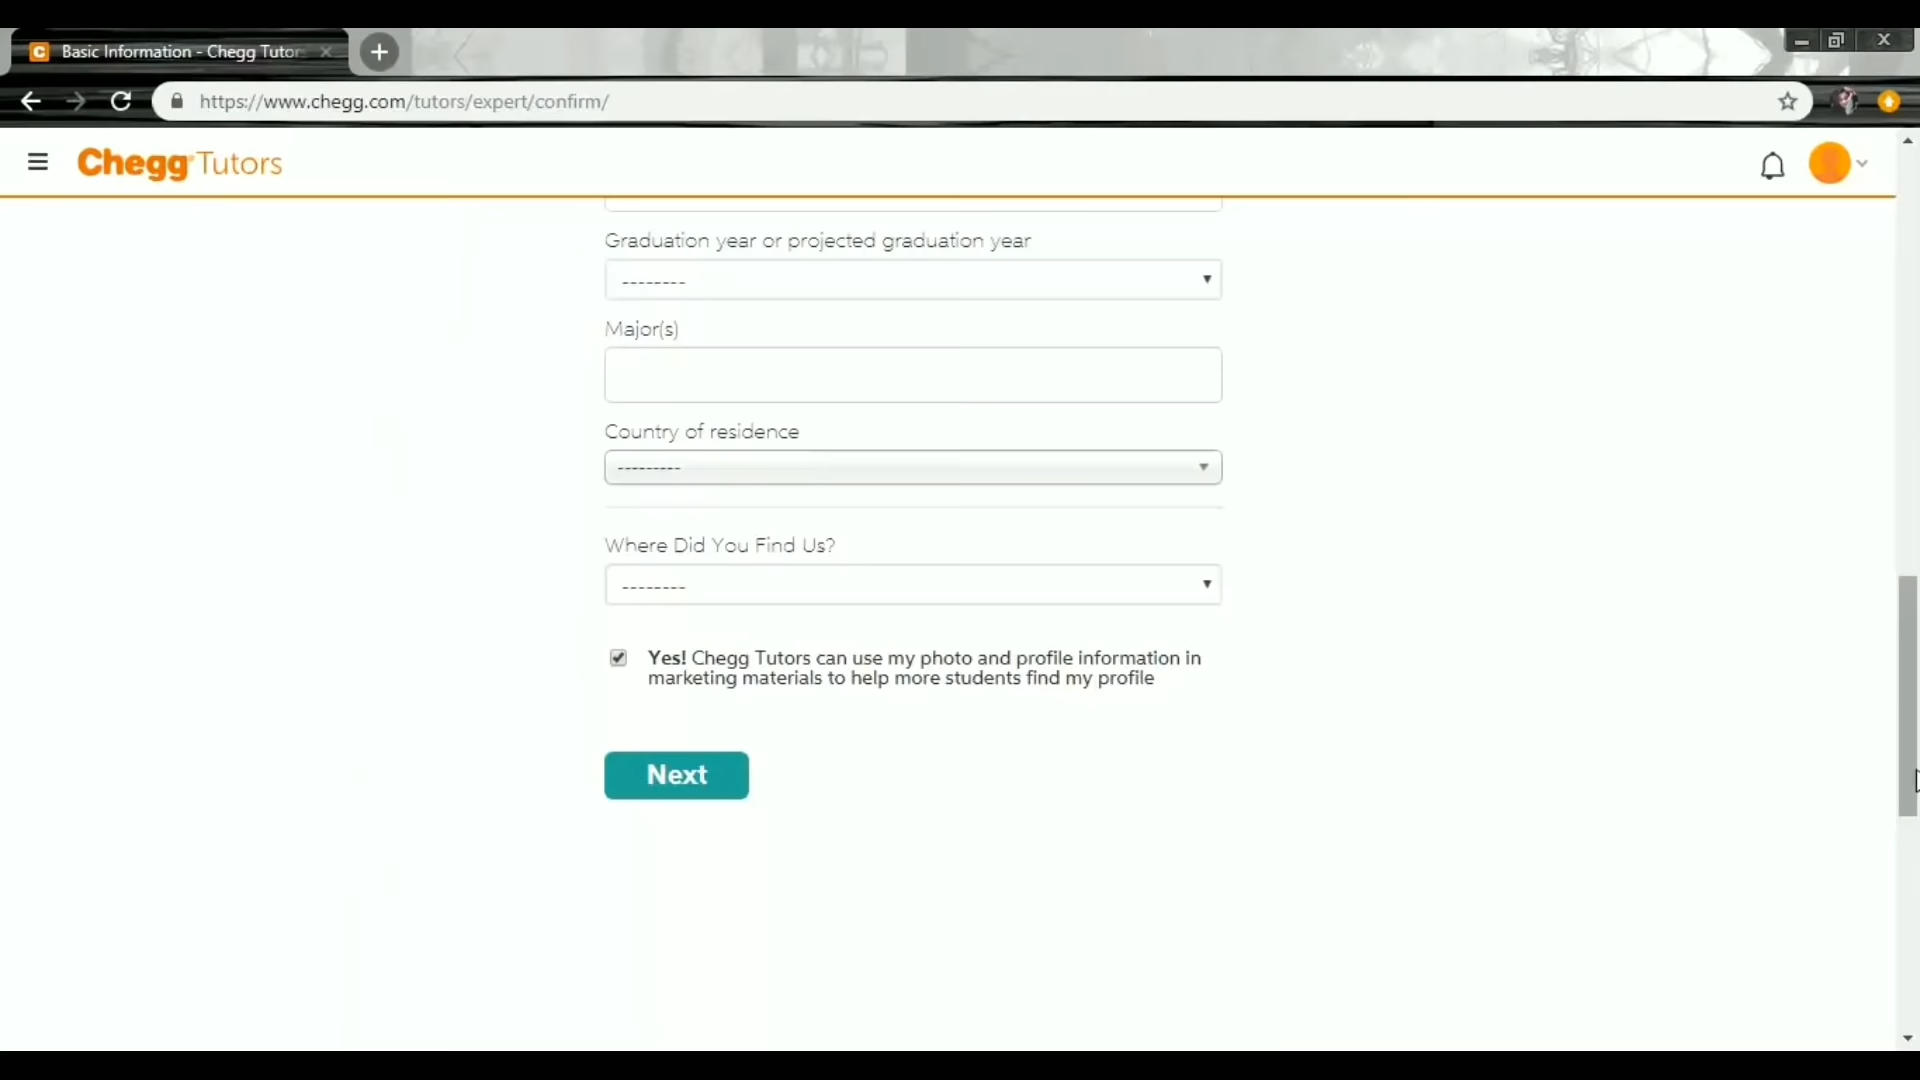 Basic Information - Chegg Tutor
https://www.chegg.com/tutors/expert/confirm/
Chegg Tutors
Graduation year or projected graduation year
--------
Major(s)
Country of residence
---------
Where Did You Find Us?
--------
Yes! Chegg Tutors can use my photo and profile information in
marketing materials to help more students find my profile
Next